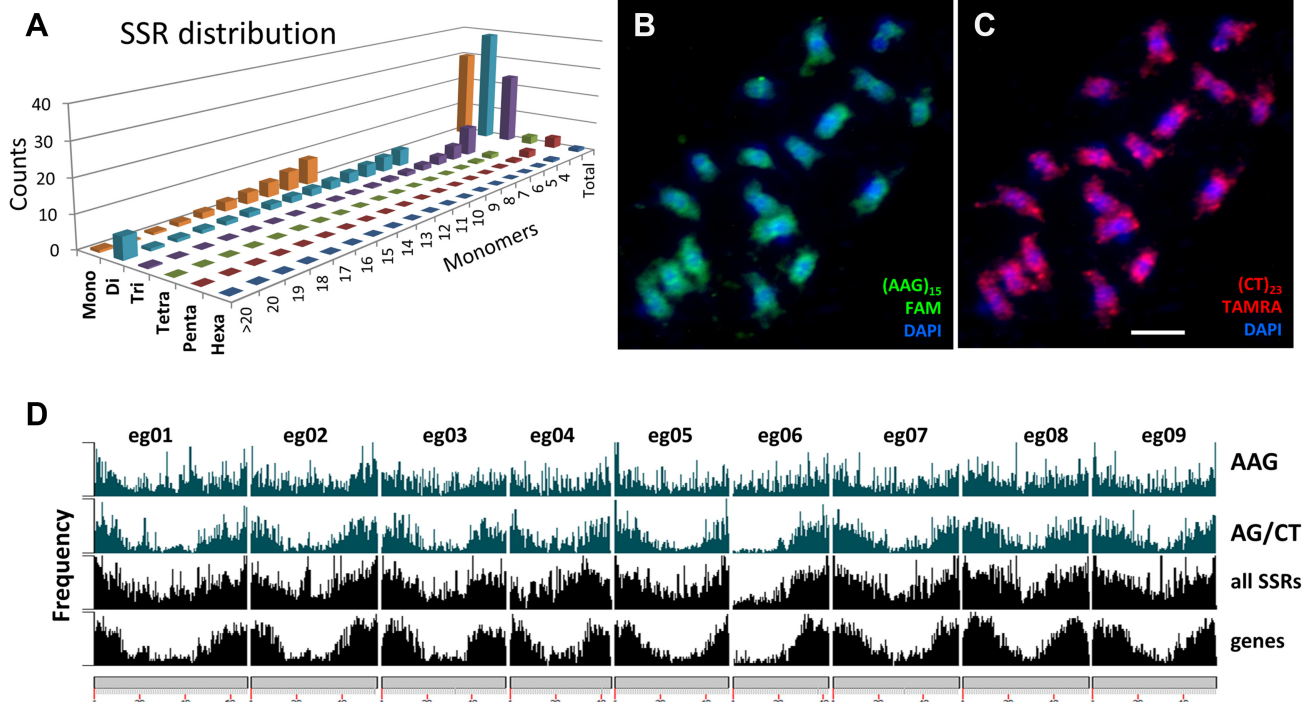 A
SSR distribution
40
30
20
10
0
Counts
Mono
Di
Tri
Tetra
Penta
Hexa
>20
20
19
18
17
16
15
14
13
12
11
10
9
8
7
6
5
4
Total
Monomers
B
(AAG)15
FAM
DAPI
C
(CT)23
TAMRA
DAPI
D
eg01 eg02 eg03 eg04 eg05 eg06 eg07 eg08 eg09
AAG
AG/CT
all SSRs
genes
Frequency